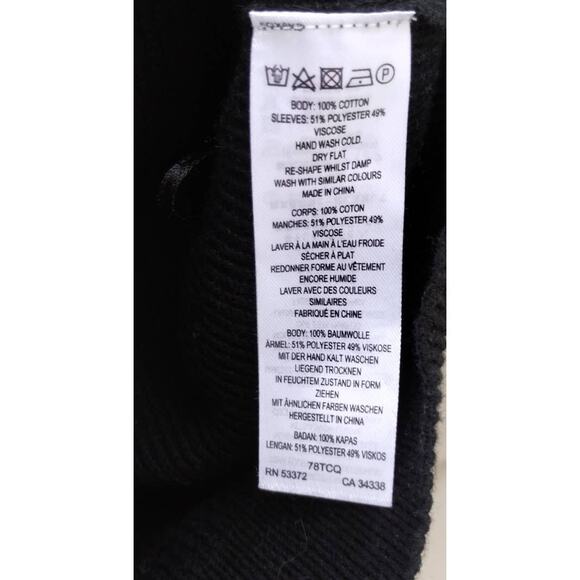 BODY: 100% COTTON
SLEEVES: 51% POLYESTER 49%
VISCOSE
HAND WASH COLD.
DRY FLAT
RE-SHAPE WHILST DAMP
WASH WITH SIMILAR COLOURS
MADE IN CHINA
CORPS: 100% COTON
MANCHES: 51% POLYESTER 49%
VISCOSE
LAVER À LA MAIN À L'EAU FROIDE
SÈCHER À PLAT
REDONNER FORME AU VÊTEMENT
ENCORE HUMIDE
LAVER AVEC DES COULEURS
SIMILAIRES
FABRIQUÉ EN CHINE
BODY: 100% BAUMWOLLE
ÄRMEL: 51% POLYESTER 49% VISKOSE
MIT DER HAND KALT WASCHEN
LIEGEND TROCKNEN
IN FEUCHTEM ZUSTAND IN FORM
ZIEHEN
MIT ÄHNLICHEN FARBEN WASCHEN
HERGESTELLT IN CHINA
BADAN: 100% KAPAS
LENGAN: 51% POLYESTER 49% VISKOS
78TCQ
RN 53372 CA 34338